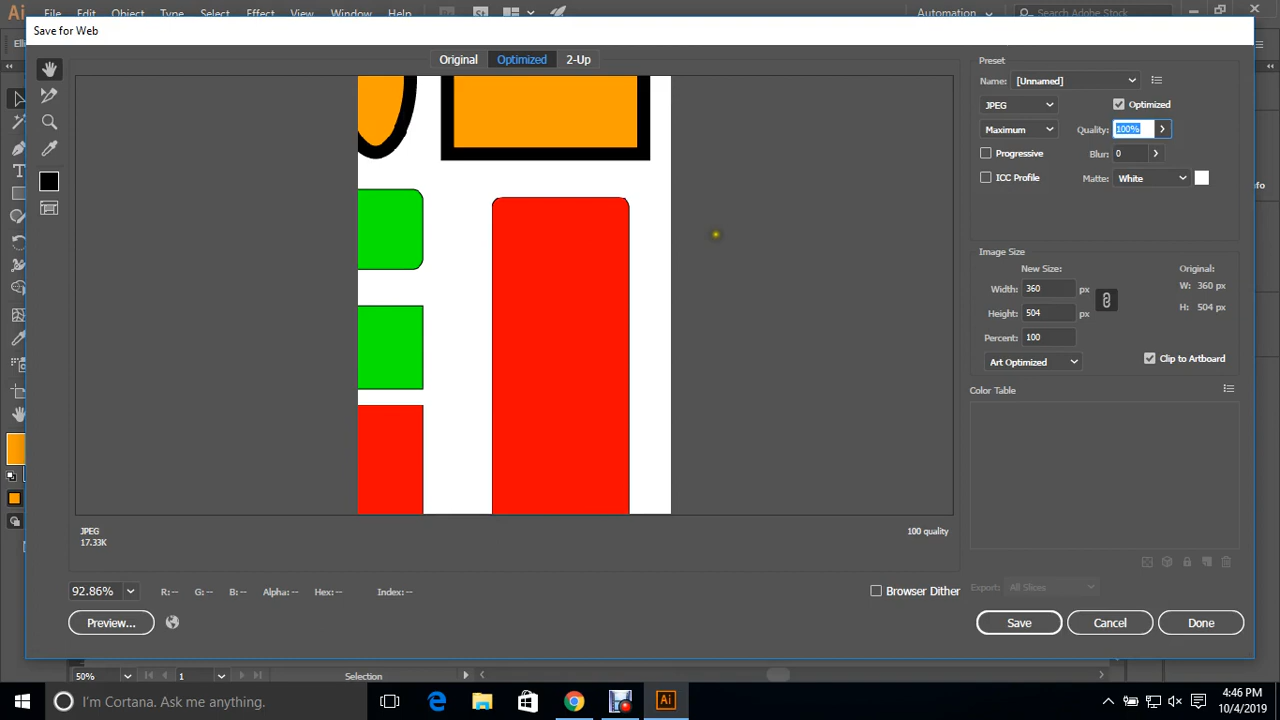 Ai File Edit Object Type Select Effect View Window Help Br St Automation Search Adobe Stock
Save for Web
Original Optimized 2-Up
Preset
Name: [Unnamed]
JPEG Optimized
Maximum Quality: 100%
Progressive Blur: 0
ICC Profile Matte: White
Image Size
New Size: Original:
Width: 360 px W: 360 px
Height: 504 px H: 504 px
Percent: 100
Art Optimized Clip to Artboard
Color Table
JPEG 100 quality
17.33K
92.86% R: -- G: -- B: -- Alpha: -- Hex: -- Index: -- Browser Dither Export: All Slices
Preview... Save Cancel Done
50% 1 Selection
I'm Cortana. Ask me anything. Ai 4:46 PM
10/4/2019